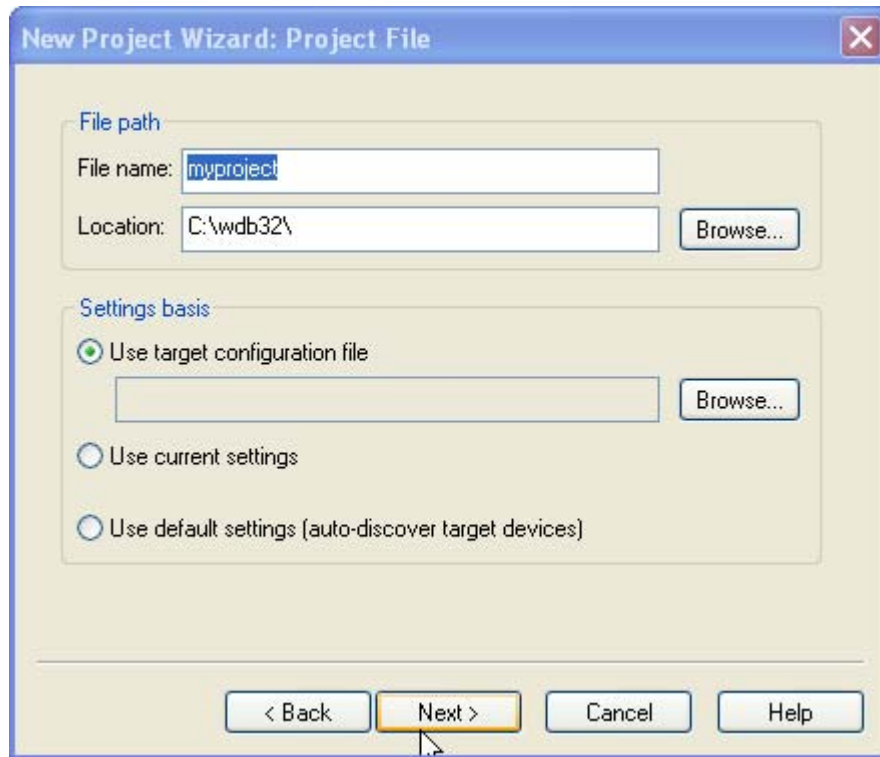 New Project Wizard: Project File
File path
File name: myproject
Location: C:\wdb32\ Browse...
Settings basis
Use target configuration file
Browse...
Use current settings
Use default settings (auto-discover target devices)
< Back Next > Cancel Help